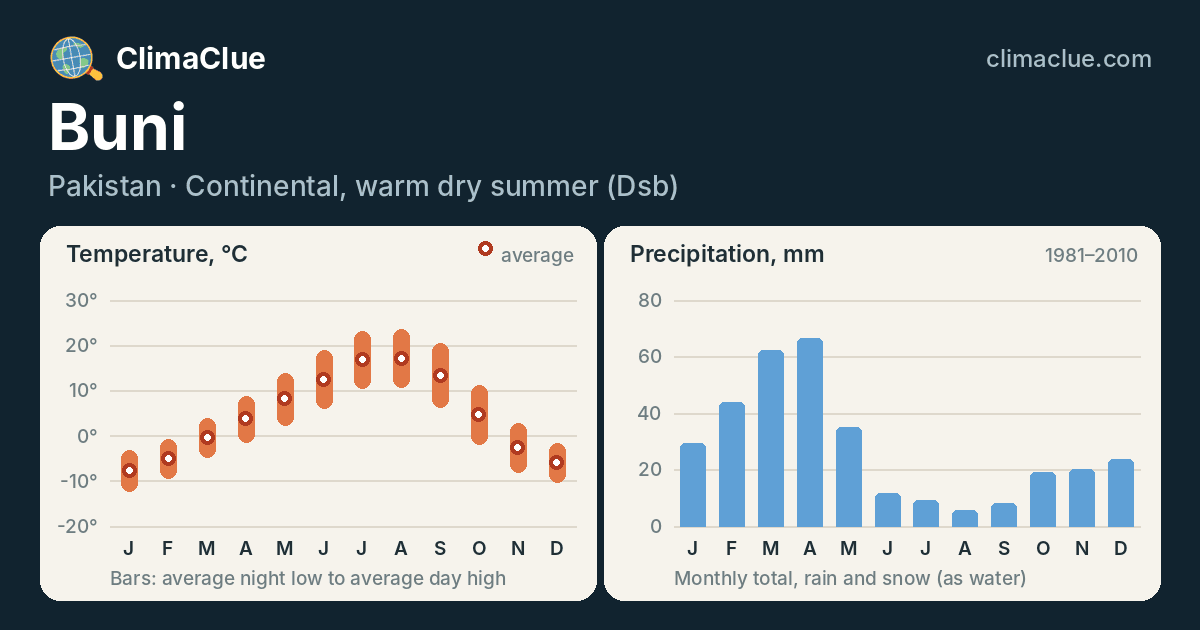 ClimaClue
climaclue.com
Buni
Pakistan · Continental, warm dry summer (Dsb)
Temperature, °C
average
30°
20°
10°
0°
-10°
-20°
J F M A M J J A S O N D
Bars: average night low to average day high
Precipitation, mm
1981–2010
80
60
40
20
0
J F M A M J J A S O N D
Monthly total, rain and snow (as water)